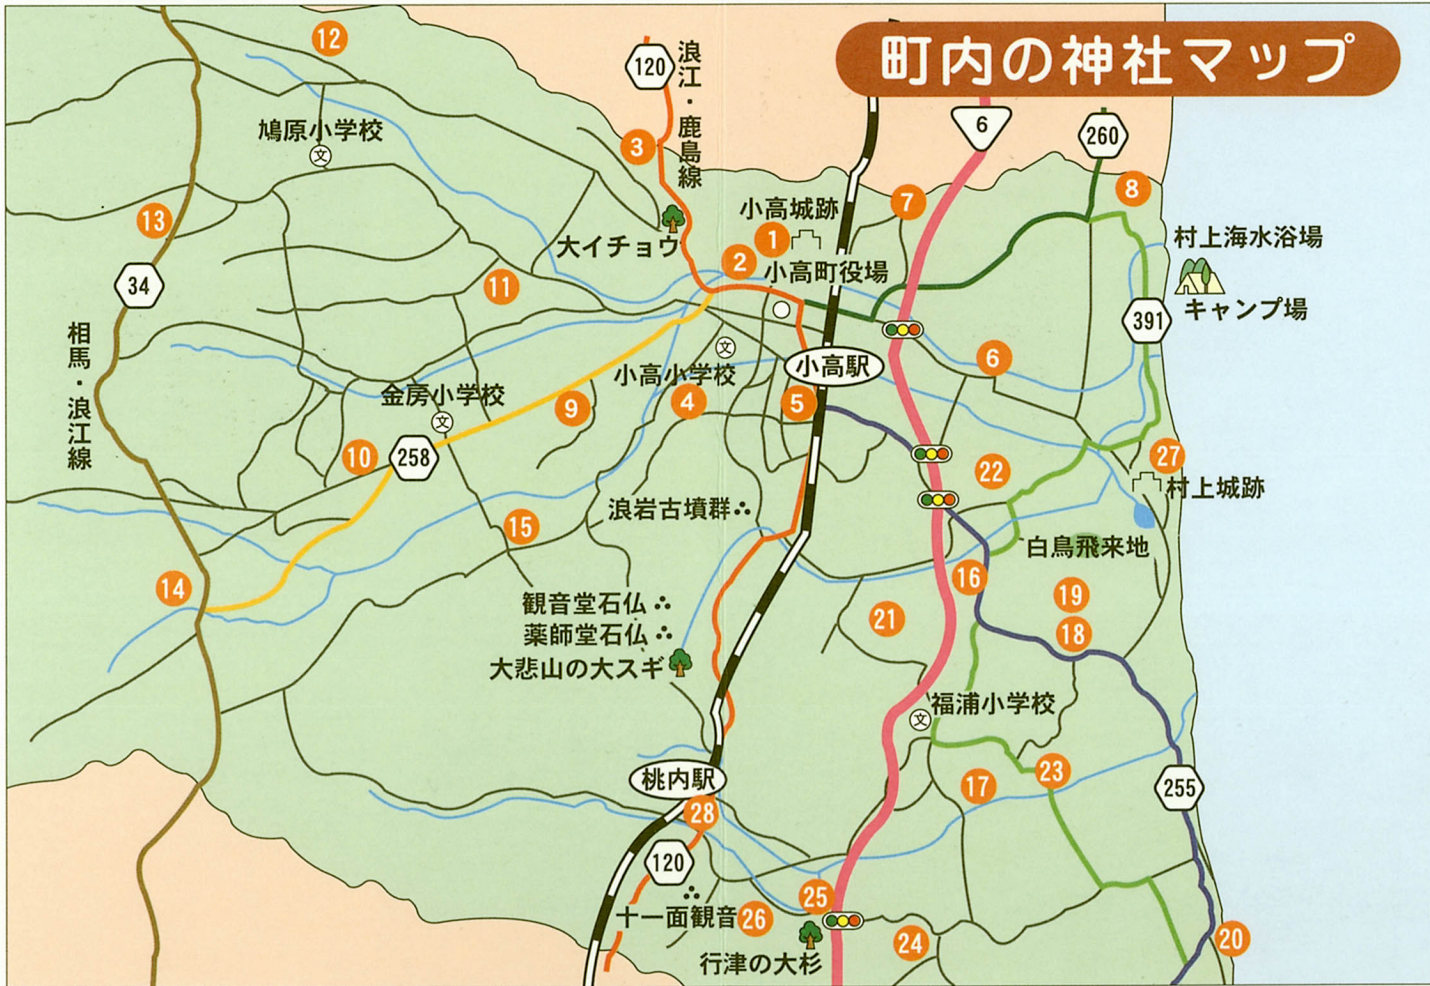 町内の神社マップ
12
120
浪江・鹿島線
6
260
鳩原小学校
文
3
8
7
小高城跡
13
村上海水浴場
大イチョウ
1
2
小高町役場
34
11
キャンプ場
391
相馬・浪江線
小高駅
6
文
小高小学校
金房小学校
文
9
4
5
10
258
22
27
村上城跡
浪岩古墳群
15
白鳥飛来地
14
16
19
観音堂石仏
薬師堂石仏
21
18
大悲山の大スギ
福浦小学校
文
桃内駅
17
23
255
28
120
25
十一面観音
26
24
20
行津の大杉